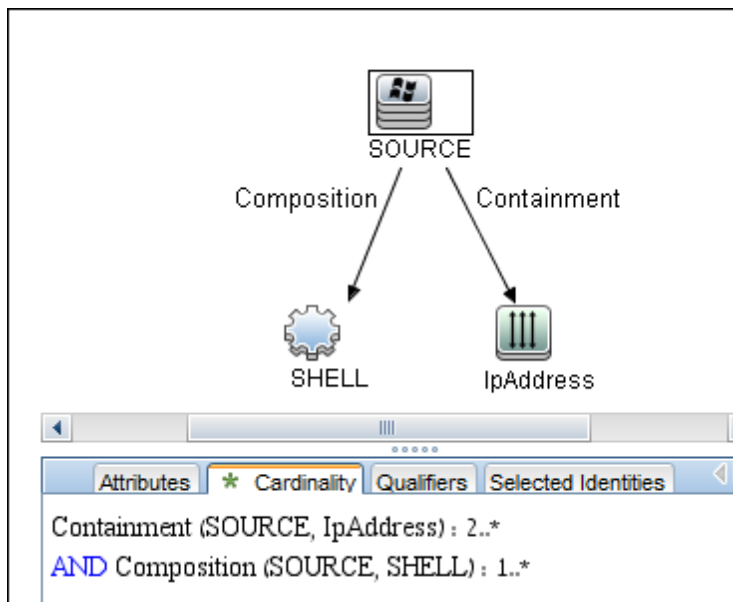 SOURCE
Composition Containment
SHELL IpAddress
Attributes * Cardinality Qualifiers Selected Identities
Containment (SOURCE, IpAddress) : 2..*
AND Composition (SOURCE, SHELL) : 1..*